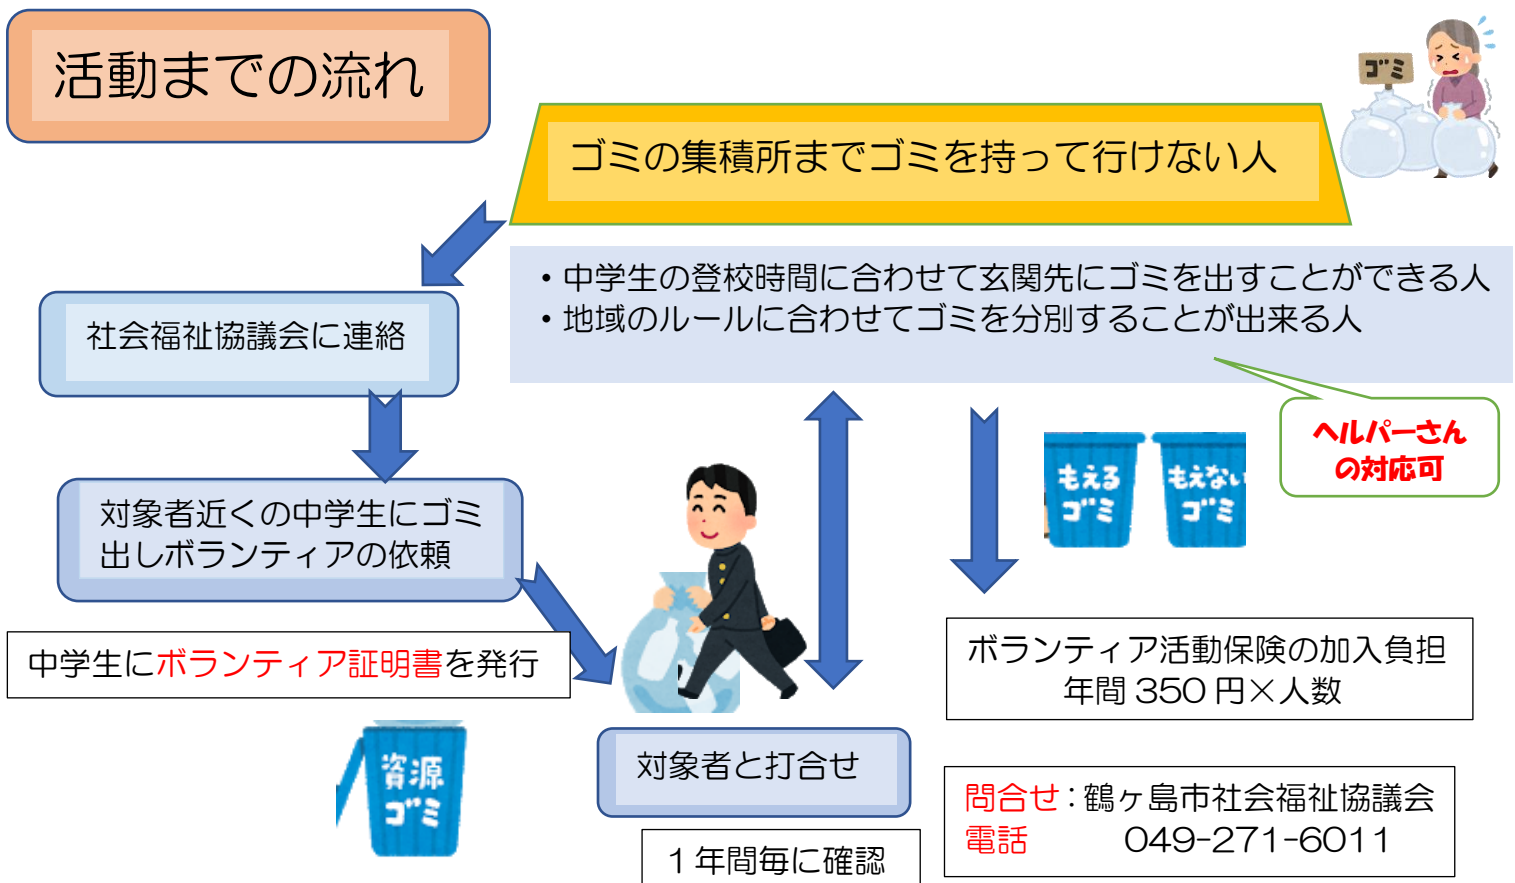 活動までの流れ
ゴミ
ゴミの集積所までゴミを持って行けない人
・中学生の登校時間に合わせて玄関先にゴミを出すことができる人
・地域のルールに合わせてゴミを分別することが出来る人
ヘルパーさん
の対応可
社会福祉協議会に連絡
対象者近くの中学生にゴミ
出しボランティアの依頼
もえる
ゴミ
もえない
ゴミ
中学生にボランティア証明書を発行
資源
ゴミ
対象者と打合せ
1年間毎に確認
ボランティア活動保険の加入負担
年間350円×人数
問合せ：鶴ヶ島市社会福祉協議会
電話 049-271-6011